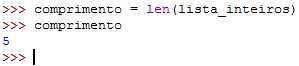 >>> comprimento = len(lista_inteiros)
>>> comprimento
5
>>>